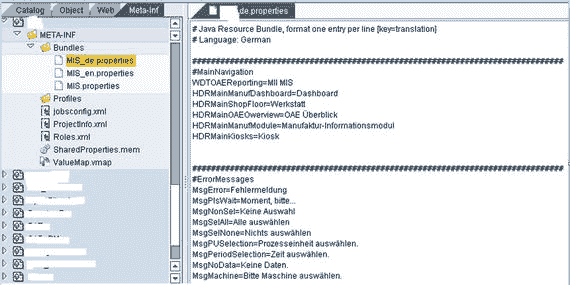 Catalog
Object
Web
Meta-Inf
META-INF
Bundles
MIS_de.properties
MIS_en.properties
MIS.properties
Profiles
jobsconfig.xml
ProjectInfo.xml
Roles.xml
SharedProperties.mem
ValueMap.vmap
de.properties
# Java Resource Bundle, format one entry per line [key=translation]
# Language: German
################################################################################
#MainNavigation
WDTOAEReporting=MII MIS
HDRMainManufDashboard=Dashboard
HDRMainShopFloor=Werkstatt
HDRMainOAEOwerview=OAE Überblick
HDRMainManufModule=Manufaktur-Informationsmodul
HDRMainKiosks=Kiosk
################################################################################
#ErrorMessages
MsgError=Fehlermeldung
MsgPlsWait=Moment, bitte...
MsgNonSel=Keine Auswahl
MsgSelAll=Alle auswählen
MsgSelNone=Nichts auswählen
MsgPUSelection=Prozesseinheit auswählen.
MsgPeriodSelection=Zeit auswählen.
MsgNoData=Keine Daten.
MsgMachine=Bitte Maschine auswählen.